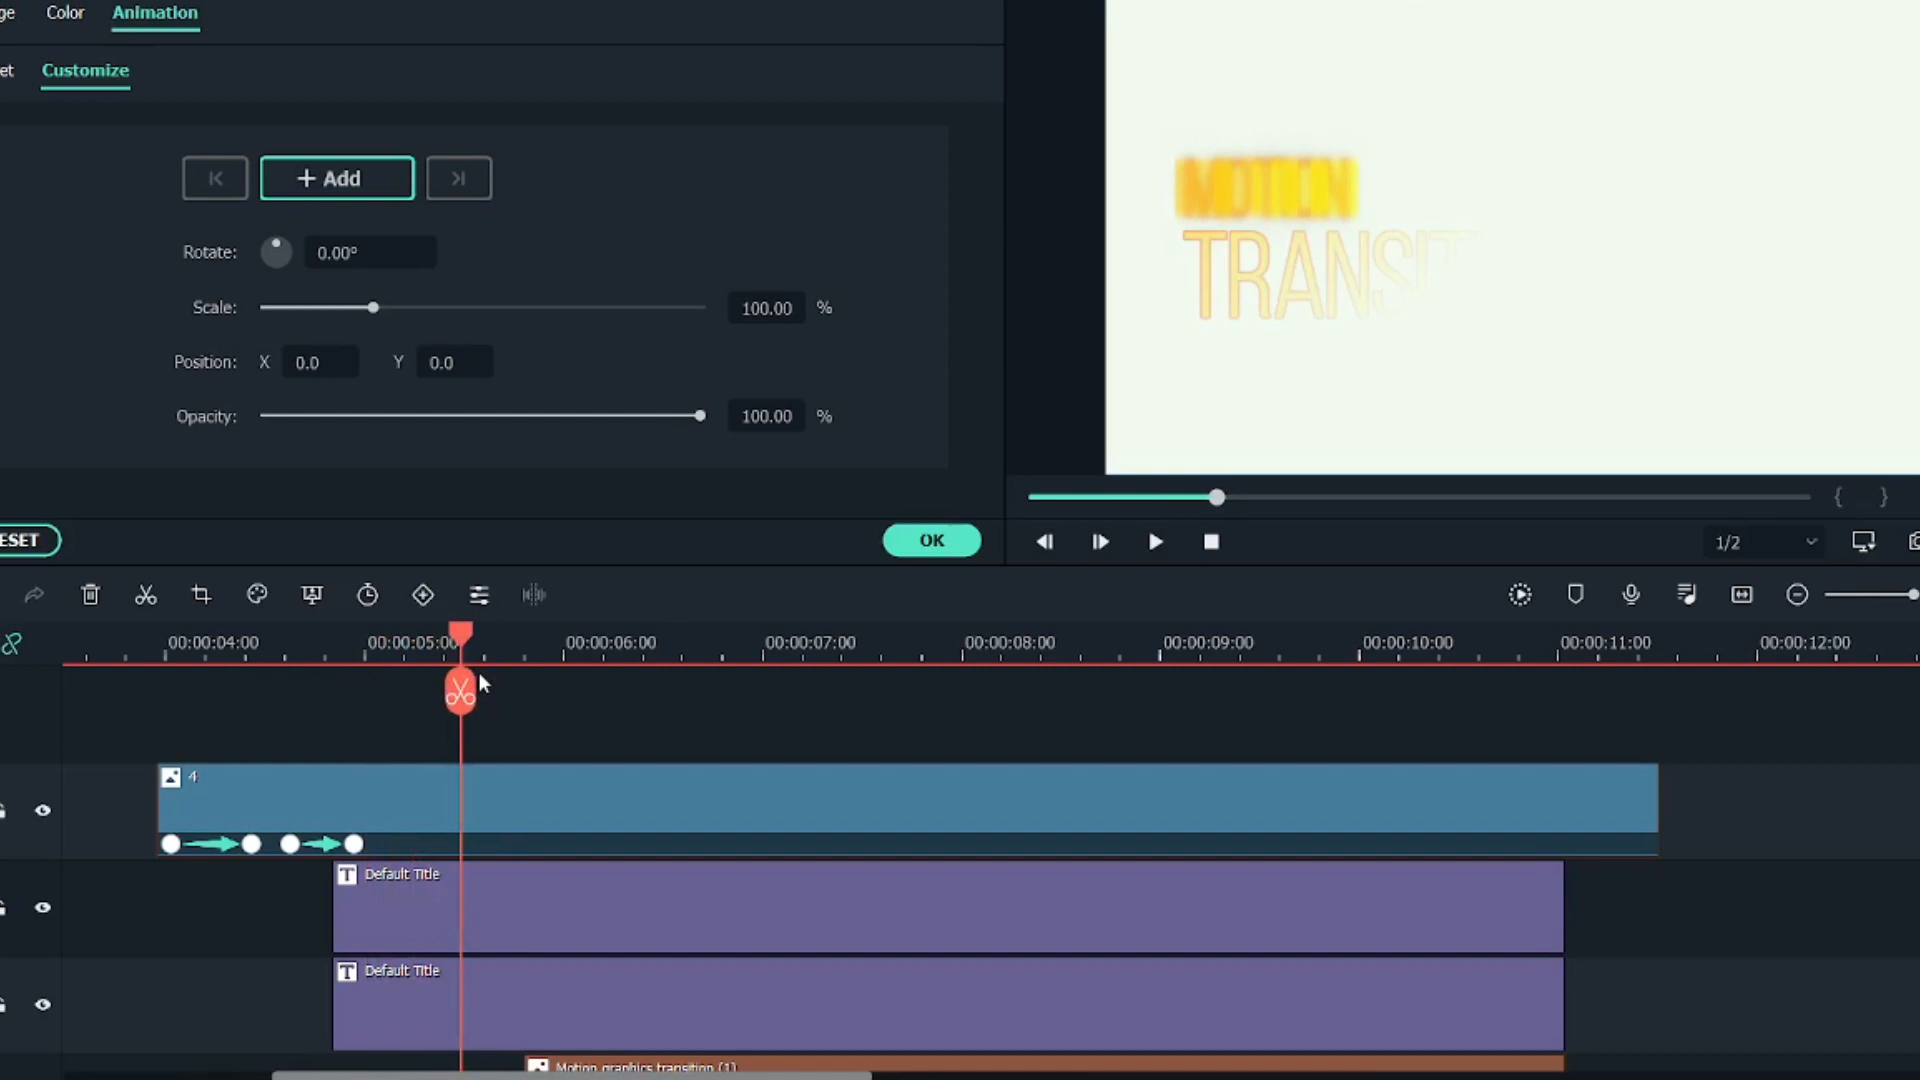 ge Color Animation
et Customize
+ Add
Rotate: 0.00°
Scale: 100.00 %
Position: X 0.0 Y 0.0
Opacity: 100.00 %
ESET
OK
MOTION
TRANSIT
{ }
1/2
00:00:04:00 00:00:05:00 00:00:06:00 00:00:07:00 00:00:08:00 00:00:09:00 00:00:10:00 00:00:11:00 00:00:12:00
4
T Default Title
T Default Title
Motion graphics transition (1)